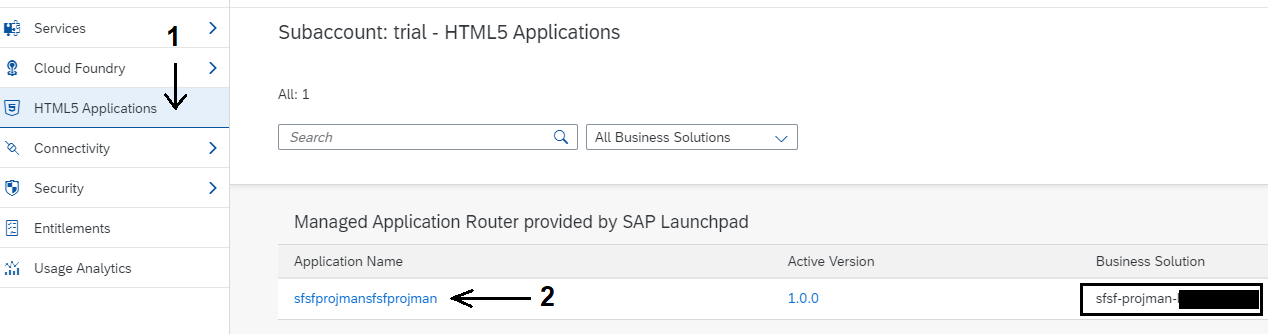 Services
1
Cloud Foundry
HTML5 Applications
Connectivity
Security
Entitlements
Usage Analytics
Subaccount: trial - HTML5 Applications
All: 1
Search
All Business Solutions
Managed Application Router provided by SAP Launchpad
Application Name Active Version Business Solution
sfsfprojmansfsfprojman 2 1.0.0 sfsf-projman-